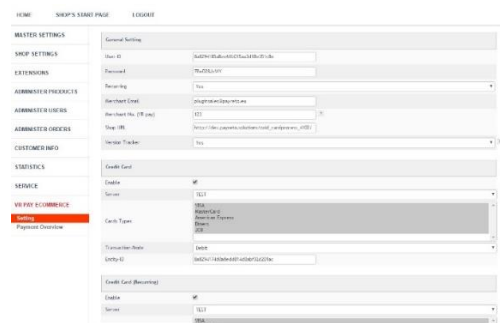 HOME SHOP'S START PAGE LOGOUT
MASTER SETTINGS
SHOP SETTINGS
EXTENSIONS
ADMINISTER PRODUCTS
ADMINISTER USERS
ADMINISTER ORDERS
CUSTOMER INFO
STATISTICS
SERVICE
VR PAY ECOMMERCE
Setting
Payment Overview
General Setting
User-ID
Password
Recurring Yes
Merchant Email
Merchant No. (VR pay)
Shop URL
Version Tracker Yes
Credit Card
Enable
Server TEST
Cards Types
VISA
MasterCard
American Express
Diners
JCB
Transaction-Mode Debit
Entity-ID
Credit Card (Recurring)
Enable
Server TEST
VISA